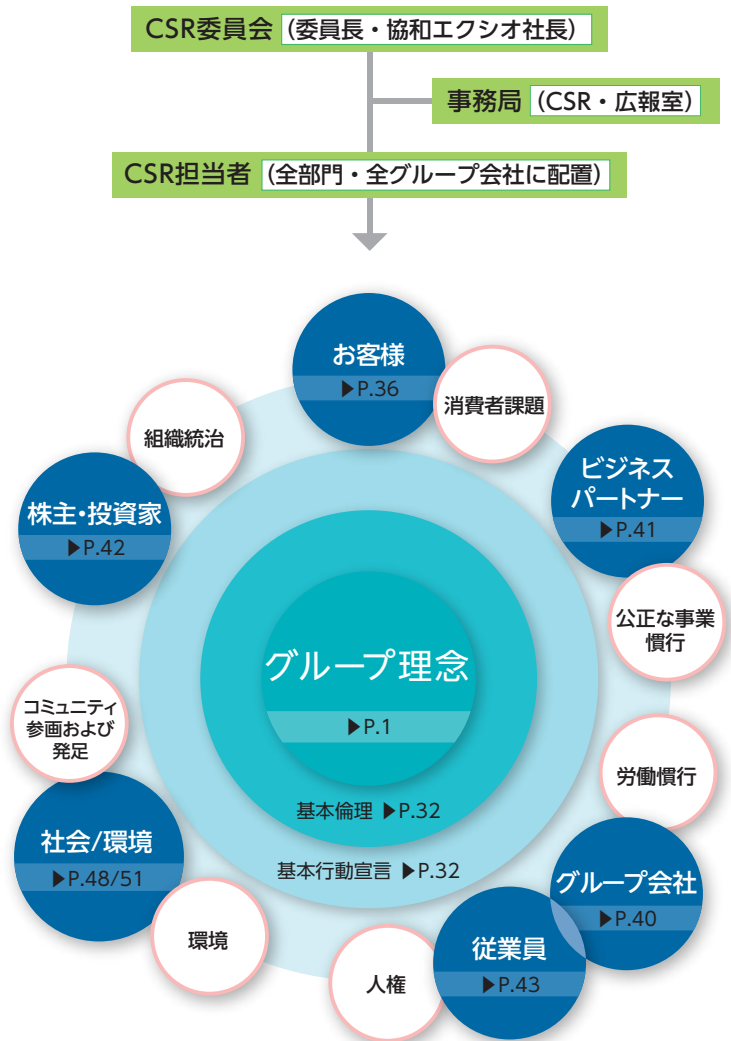 CSR委員会 (委員長・協和エクシオ社長)
事務局 (CSR・広報室)
CSR担当者 (全部門・全グループ会社に配置)
お客様
▶P.36
消費者課題
組織統治
ビジネス
パートナー
▶P.41
株主・投資家
▶P.42
公正な事業
慣行
グループ理念
▶P.1
コミュニティ
参画および
発足
労働慣行
基本倫理 ▶P.32
社会/環境
▶P.48/51
基本行動宣言 ▶P.32
グループ会社
▶P.40
環境
従業員
▶P.43
人権